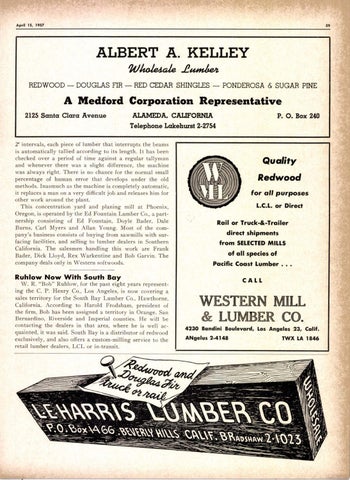 April 15, 1957
ALBERT A. KELLEY
Wholesale Lumber
REDWOOD — DOUGLAS FIR — RED CEDAR SHINGLES — PONDEROSA & SUGAR PINE
A Medford Corporation Representative
2125 Santa Clara Avenue ALAMEDA, CALIFORNIA P. O. Box 240
Telephone Lakehurst 2-2754
2" intervals, each piece of lumber that interrupts the beams
is automatically tallied according to its length. It has
been checked over a period of time against a regular tallyman
and whenever there was a slight difference, the machine
was always right. There is no chance for the normal small
percentage of human error that develops under the old
methods. Inasmuch as the machine is completely automatic,
it replaces a man on a very difficult job and releases him for
other work around the plant.
This concentration yard and planing mill at Phoenix,
Oregon, is operated by the Ed Fountain Lumber Co., a part-
nership consisting of Ed Fountain, Doyle Bader, Dale
Burns, Carl Myers and Allan Young. Most of the com-
pany's business consists of buying from sawmills with sur-
facing facilities, and selling to lumber dealers in Southern
California. The salesmen handling this work are Frank
Bader, Dick Lloyd, Rex Warkentine and Bob Garvin. The
company deals only in Western softwoods.
Ruhlow Now With South Bay
W. R. "Bob" Ruhlow, for the past eight years represent-
ing the C. P. Henry Co., Los Angeles, is now covering a
sales territory for the South Bay Lumber Co., Hawthorne,
California. According to Harold Frodsham, president of
the firm, Bob has been assigned a territory in Orange, San
Bernardino, Riverside and Imperial counties. He will be
contacting the dealers in that area, where he is well ac-
quainted, it was said. South Bay is a distributor of redwood
exclusively, and also offers a custom-milling service to the
retail lumber dealers, LCL or in-transit.
W
ML
Quality
Redwood
for all purposes
L.C.L. or Direct
Rail or Truck-&-Trailer
direct shipments
from SELECTED MILLS
of all species of
Pacific Coast Lumber . . .
CALL
WESTERN MILL
& LUMBER CO.
4230 Bandini Boulevard, Los Angeles 23, Calif.
ANgelus 2-4148 TWX LA 1846
Redwood and
Douglas Fir
truck or rail
L.E. HARRIS LUMBER CO
WHOLESALE
P.O. Box 1466 BEVERLY HILLS CALIF. BRadshaw 2-1023